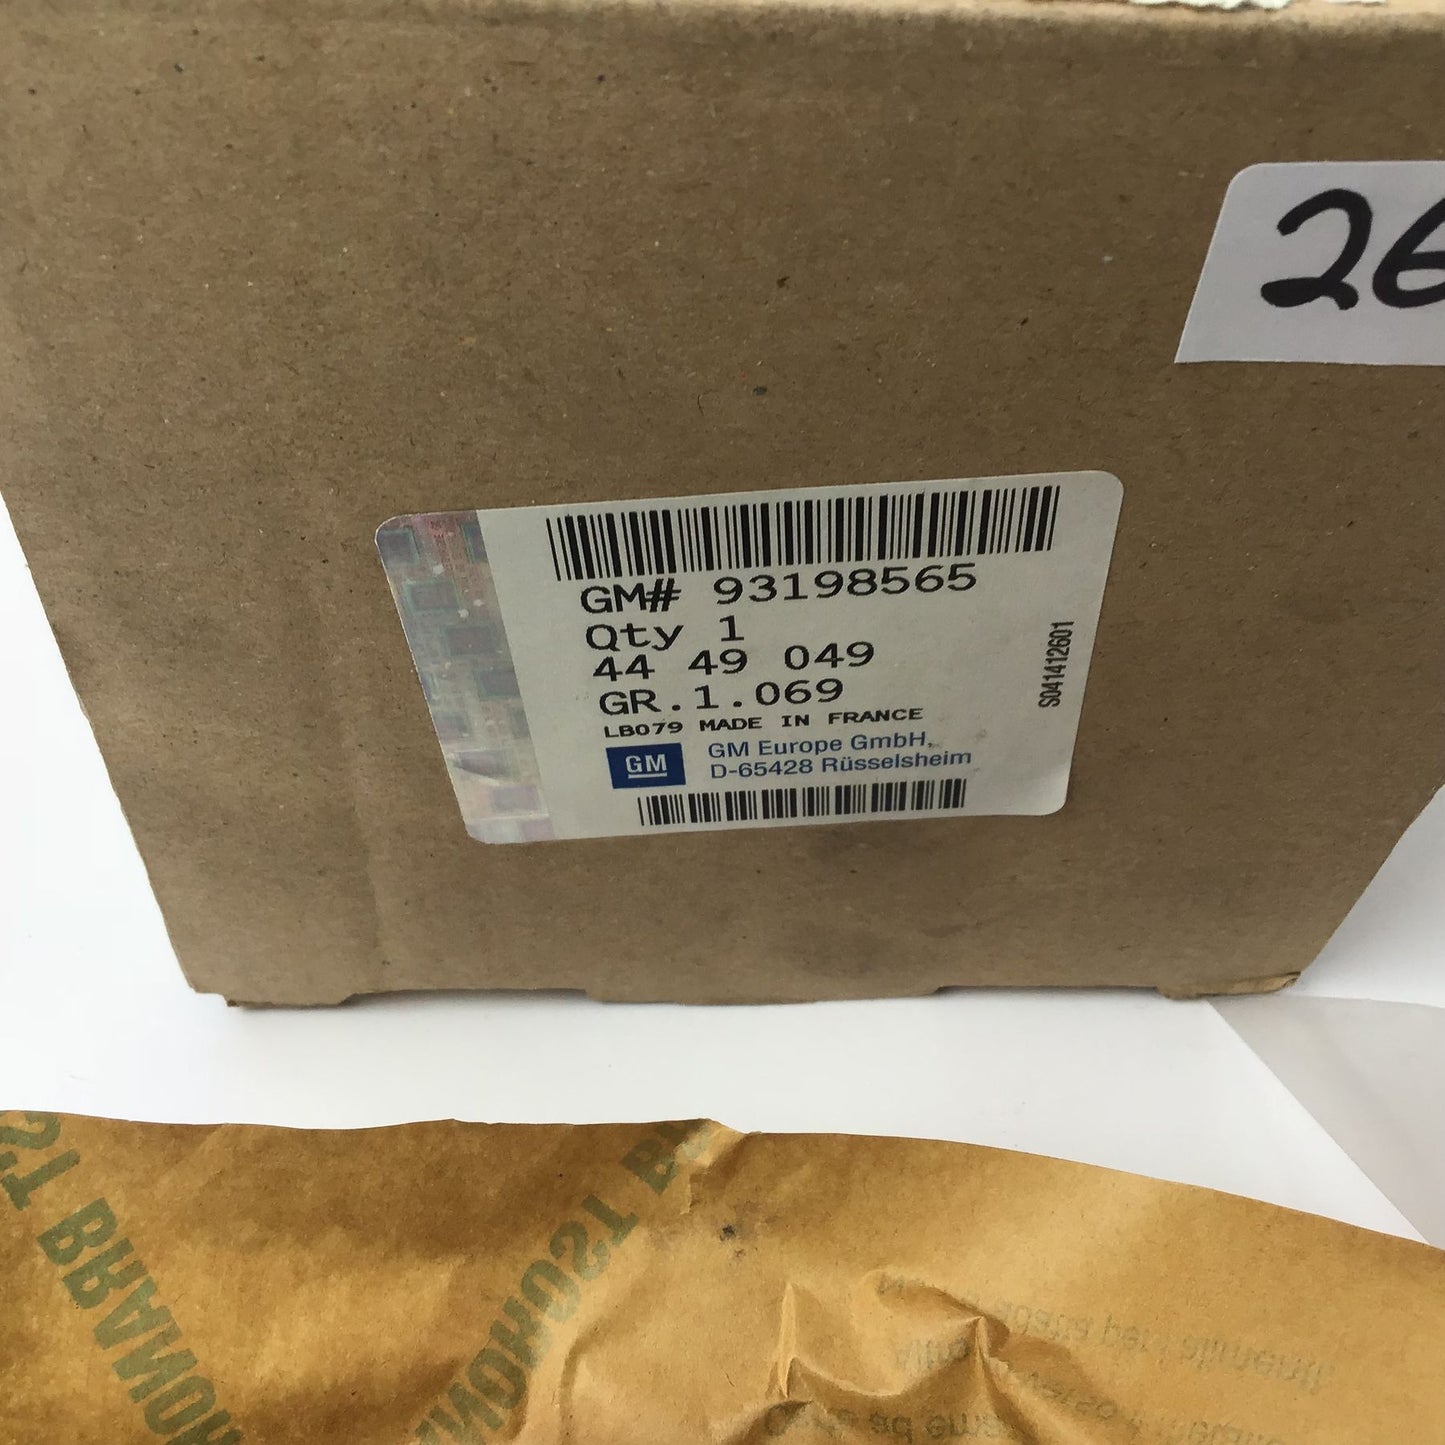 26
GM# 93198565
Qty 1
44 49 049
GR.1.069
LB079 MADE IN FRANCE
GM
GM Europe GmbH,
D-65428 Rüsselsheim
S041412601
BRANOROST